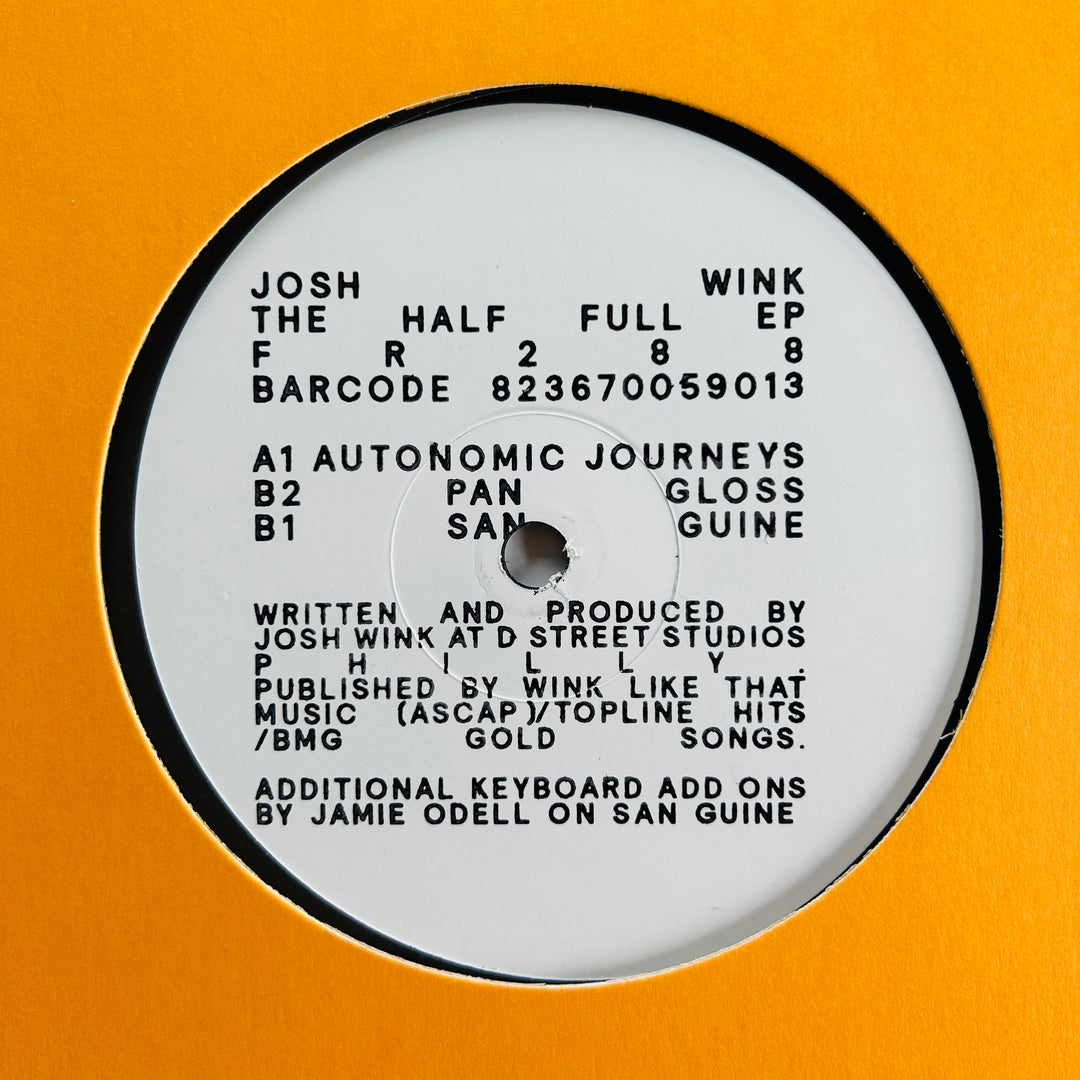 JOSH WINK
THE HALF FULL EP
F R 2 8 8
BARCODE 823670059013
A1 AUTONOMIC JOURNEYS
B2 PAN GLOSS
B1 SAN GUINE
WRITTEN AND PRODUCED BY
JOSH WINK AT D STREET STUDIOS
P H I L L Y .
PUBLISHED BY WINK LIKE THAT
MUSIC (ASCAP)/TOPLINE HITS
/BMG GOLD SONGS.
ADDITIONAL KEYBOARD ADD ONS
BY JAMIE ODELL ON SAN GUINE